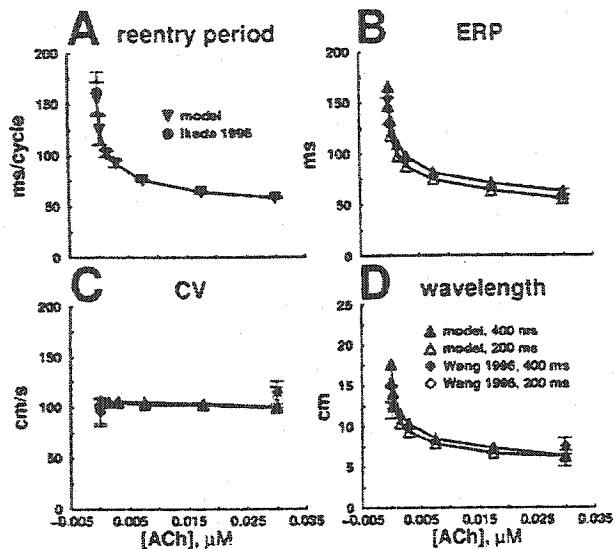 A reentry period
200
150
100
50
0
ms/cycle
model
Ikeda 1996
B ERP
200
150
100
50
0
ms
C CV
200
150
100
50
0
cm/s
-0.005 0.005 0.015 0.025 0.035
[ACh], μM
D wavelength
25
20
15
10
5
0
cm
model, 400 ms
model, 200 ms
Wang 1996, 400 ms
Wang 1996, 200 ms
-0.005 0.005 0.015 0.025 0.035
[ACh], μM